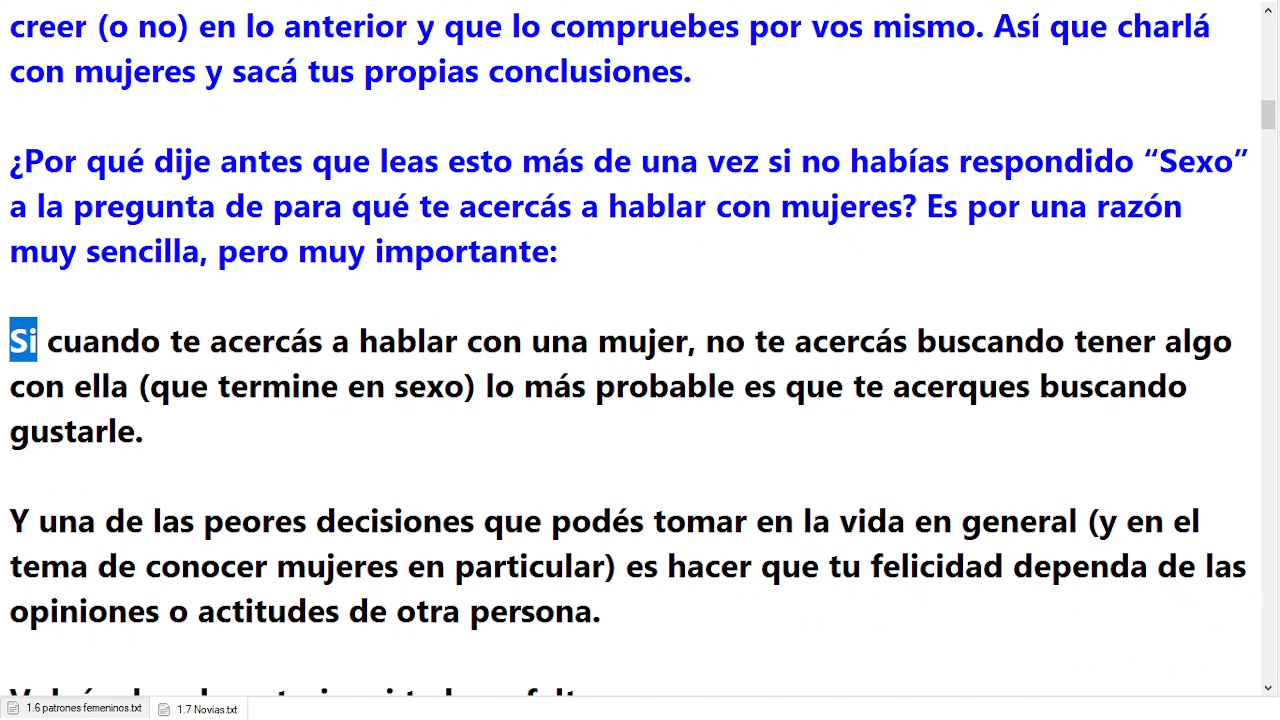 creer (o no) en lo anterior y que lo compruebes por vos mismo. Así que charlá
con mujeres y sacá tus propias conclusiones.
¿Por qué dije antes que leas esto más de una vez si no habías respondido “Sexo”
a la pregunta de para qué te acercás a hablar con mujeres? Es por una razón
muy sencilla, pero muy importante:
Si cuando te acercás a hablar con una mujer, no te acercás buscando tener algo
con ella (que termine en sexo) lo más probable es que te acerques buscando
gustarle.
Y una de las peores decisiones que podés tomar en la vida en general (y en el
tema de conocer mujeres en particular) es hacer que tu felicidad dependa de las
opiniones o actitudes de otra persona.
1.6 patrones femeninos.txt
1.7 Novias.txt